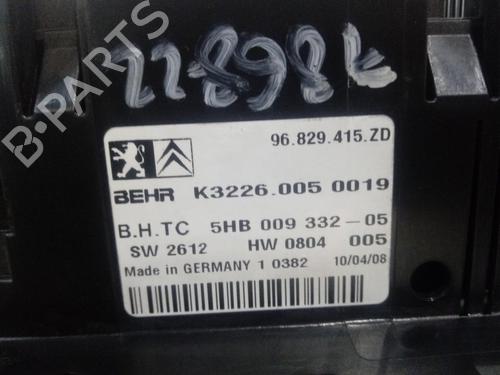 22898k
B-PARTS
96.829.415.ZD
BEHR K3226.005 0019
B.H.TC 5HB 009 332-05
SW 2612 HW 0804 005
Made in GERMANY 1 0382 10/04/08